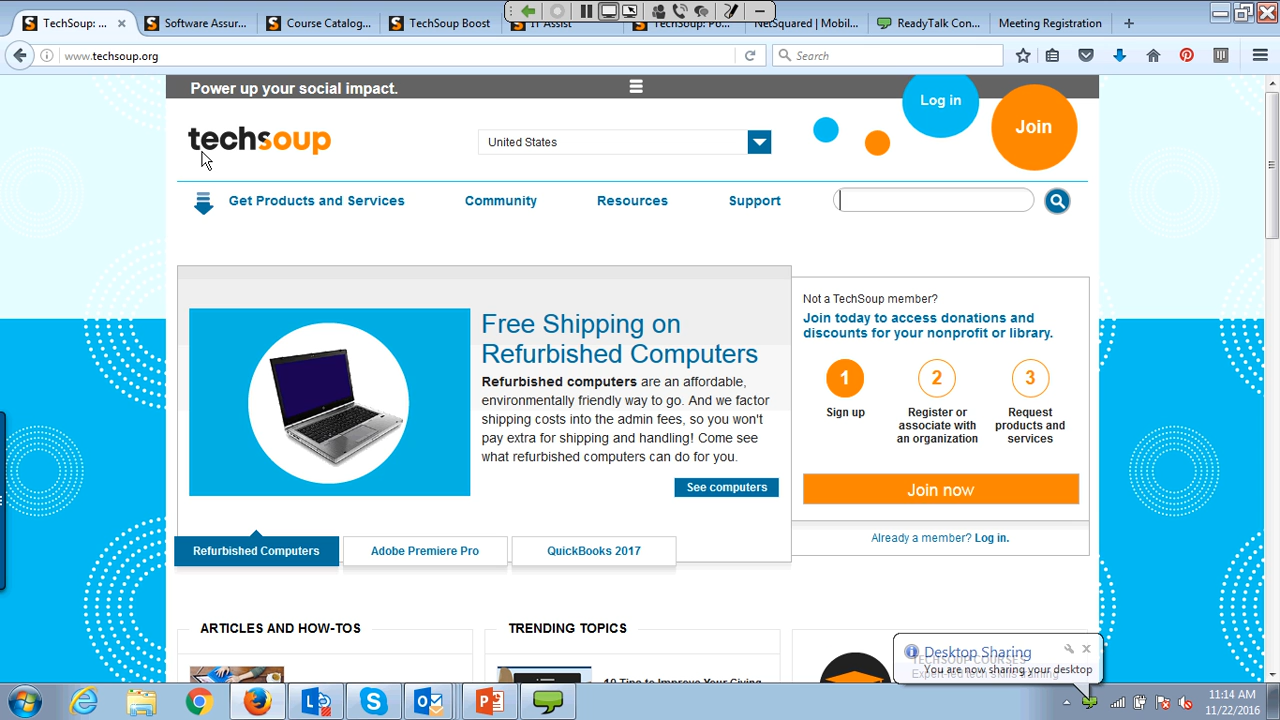 TechSoup: ...
Software Assur...
Course Catalog...
TechSoup Boost
IT Assist
TechSoup: Po...
NetSquared | Mobil...
ReadyTalk Con...
Meeting Registration
www.techsoup.org
Search
Power up your social impact.
Log in
Join
techsoup
United States
Get Products and Services
Community
Resources
Support
Free Shipping on
Refurbished Computers
Refurbished computers are an affordable,
environmentally friendly way to go. And we factor
shipping costs into the admin fees, so you won't
pay extra for shipping and handling! Come see
what refurbished computers can do for you.
See computers
Not a TechSoup member?
Join today to access donations and
discounts for your nonprofit or library.
1
Sign up
2
Register or
associate with
an organization
3
Request
products and
services
Join now
Already a member? Log in.
Refurbished Computers
Adobe Premiere Pro
QuickBooks 2017
ARTICLES AND HOW-TOS
TRENDING TOPICS
10 Tips to Improve Your Giving
TECHSOUP COURSES
Expert-led tech skills training
Desktop Sharing
You are now sharing your desktop
11:14 AM
11/22/2016